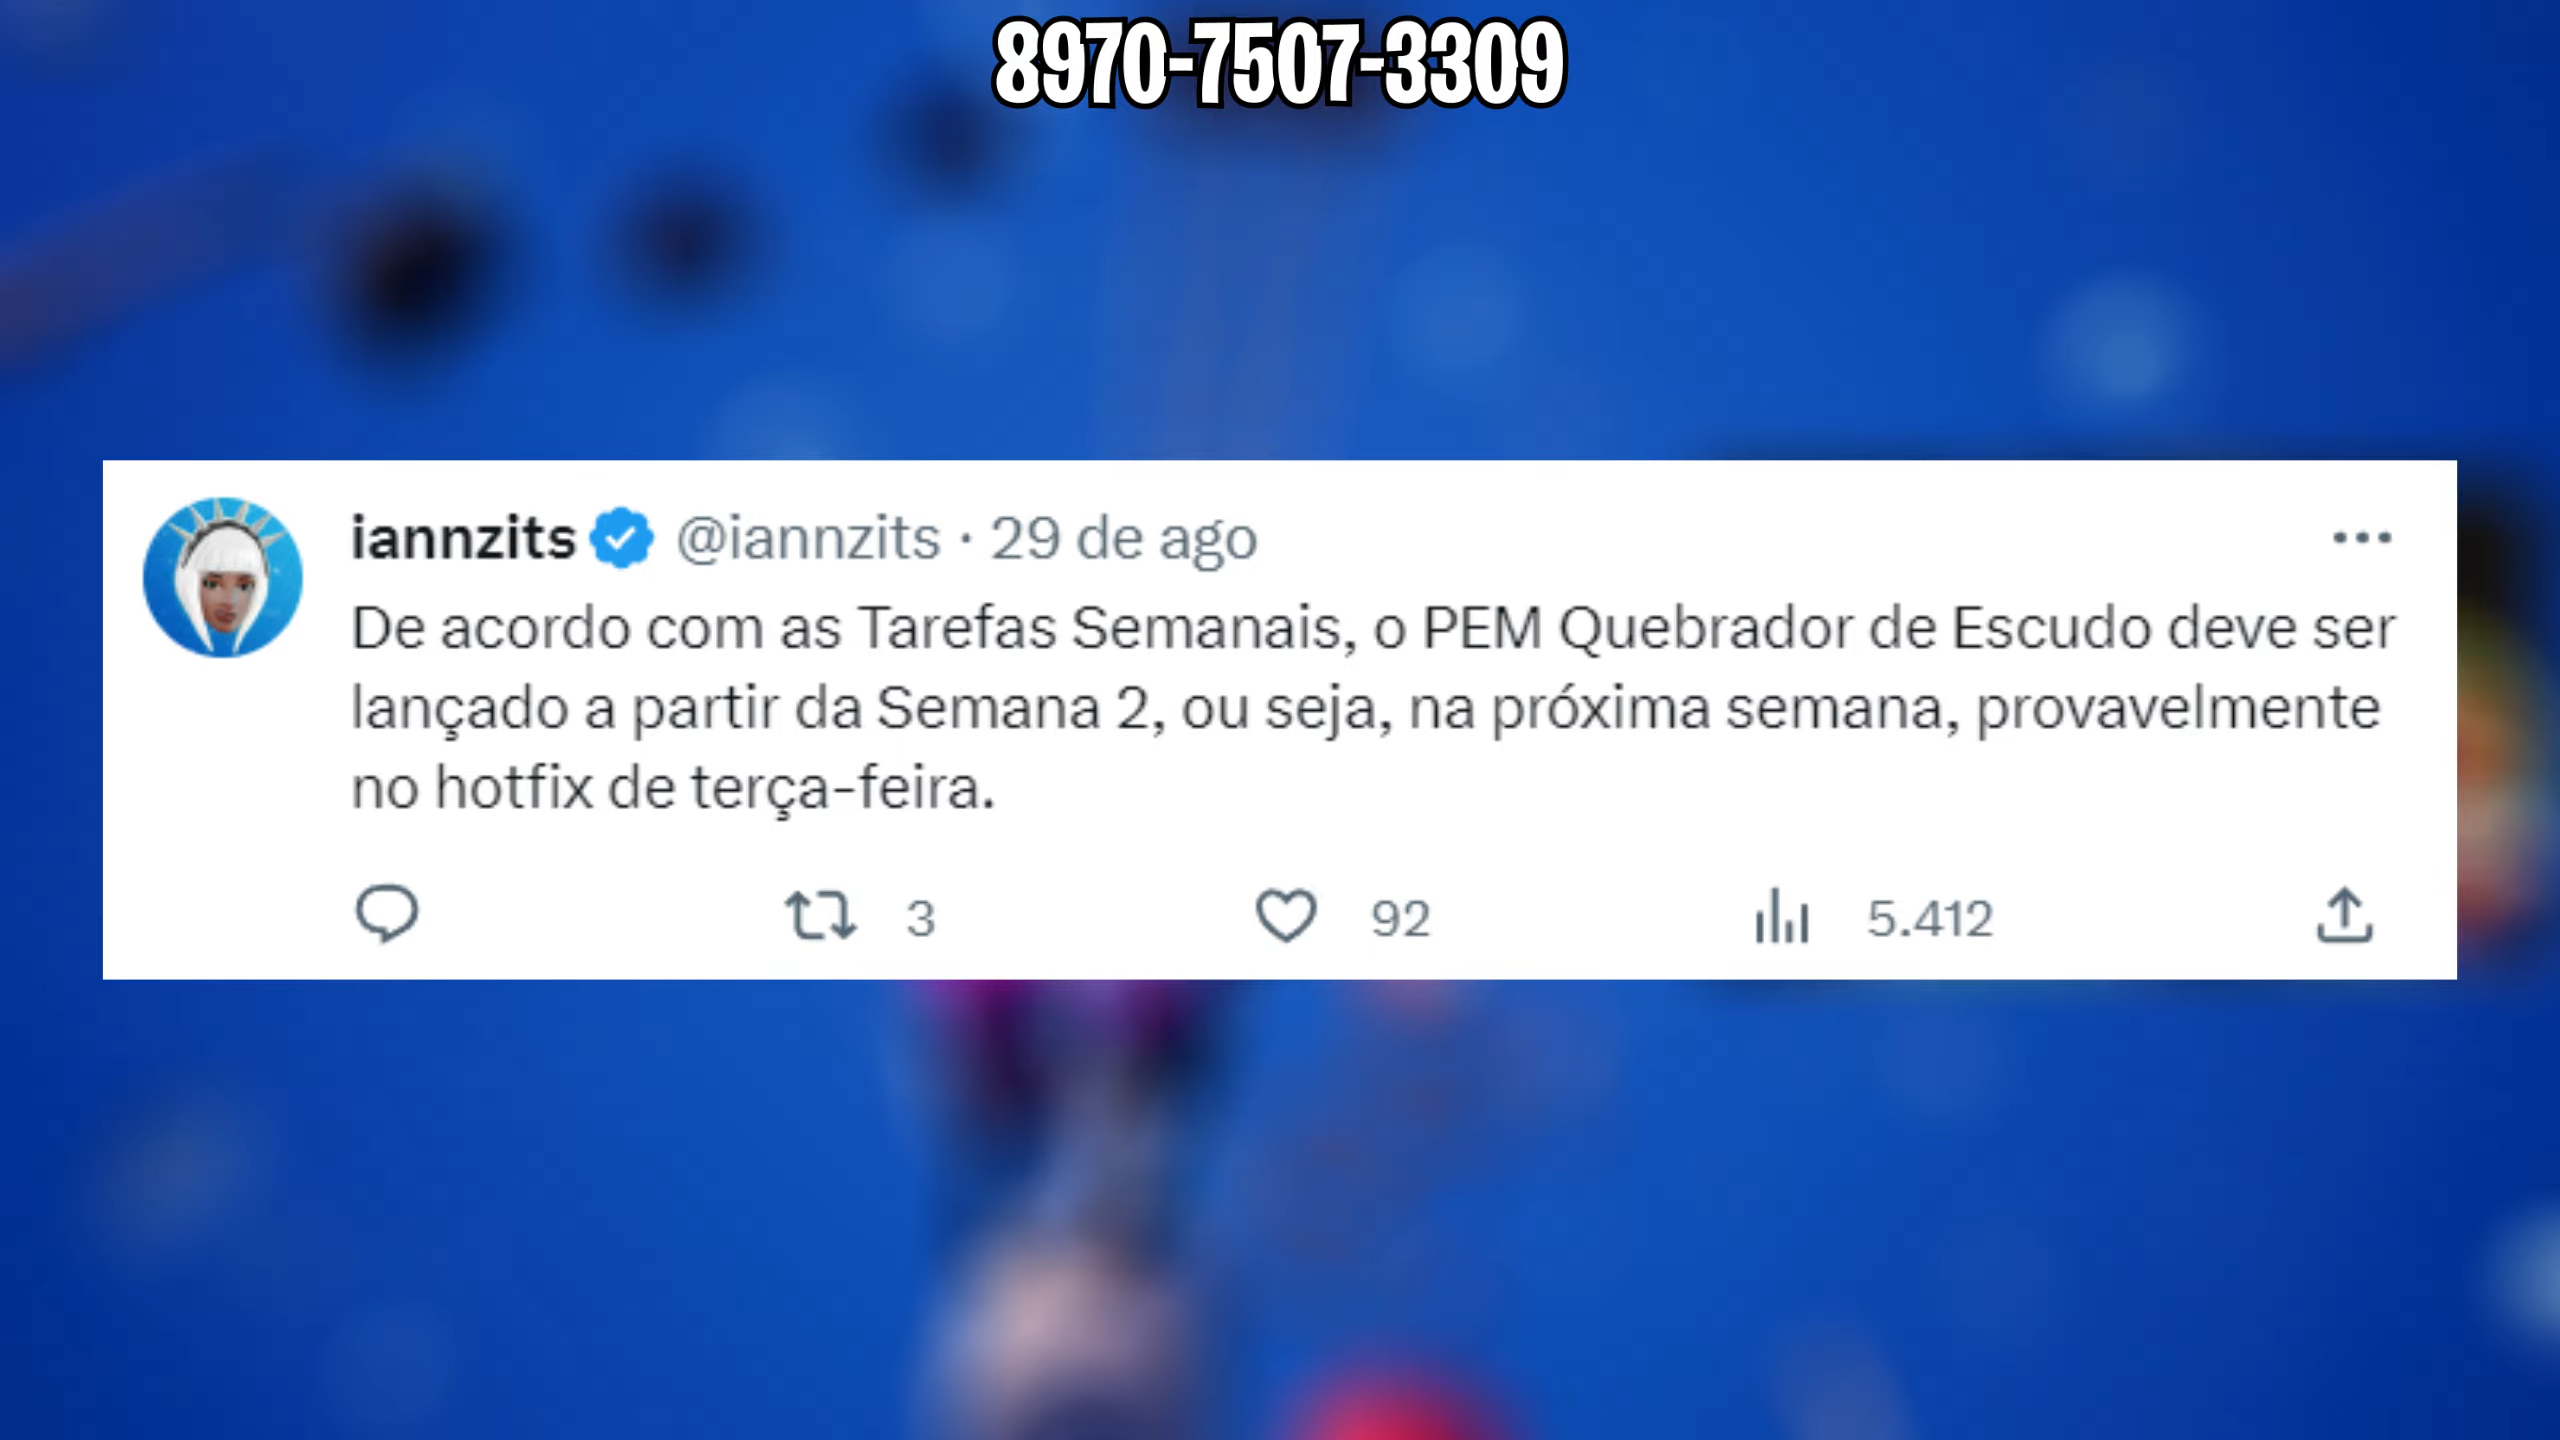 8970-7507-3309
iannzits @iannzits · 29 de ago
De acordo com as Tarefas Semanais, o PEM Quebrador de Escudo deve ser
lançado a partir da Semana 2, ou seja, na próxima semana, provavelmente
no hotfix de terça-feira.
3 92 5.412